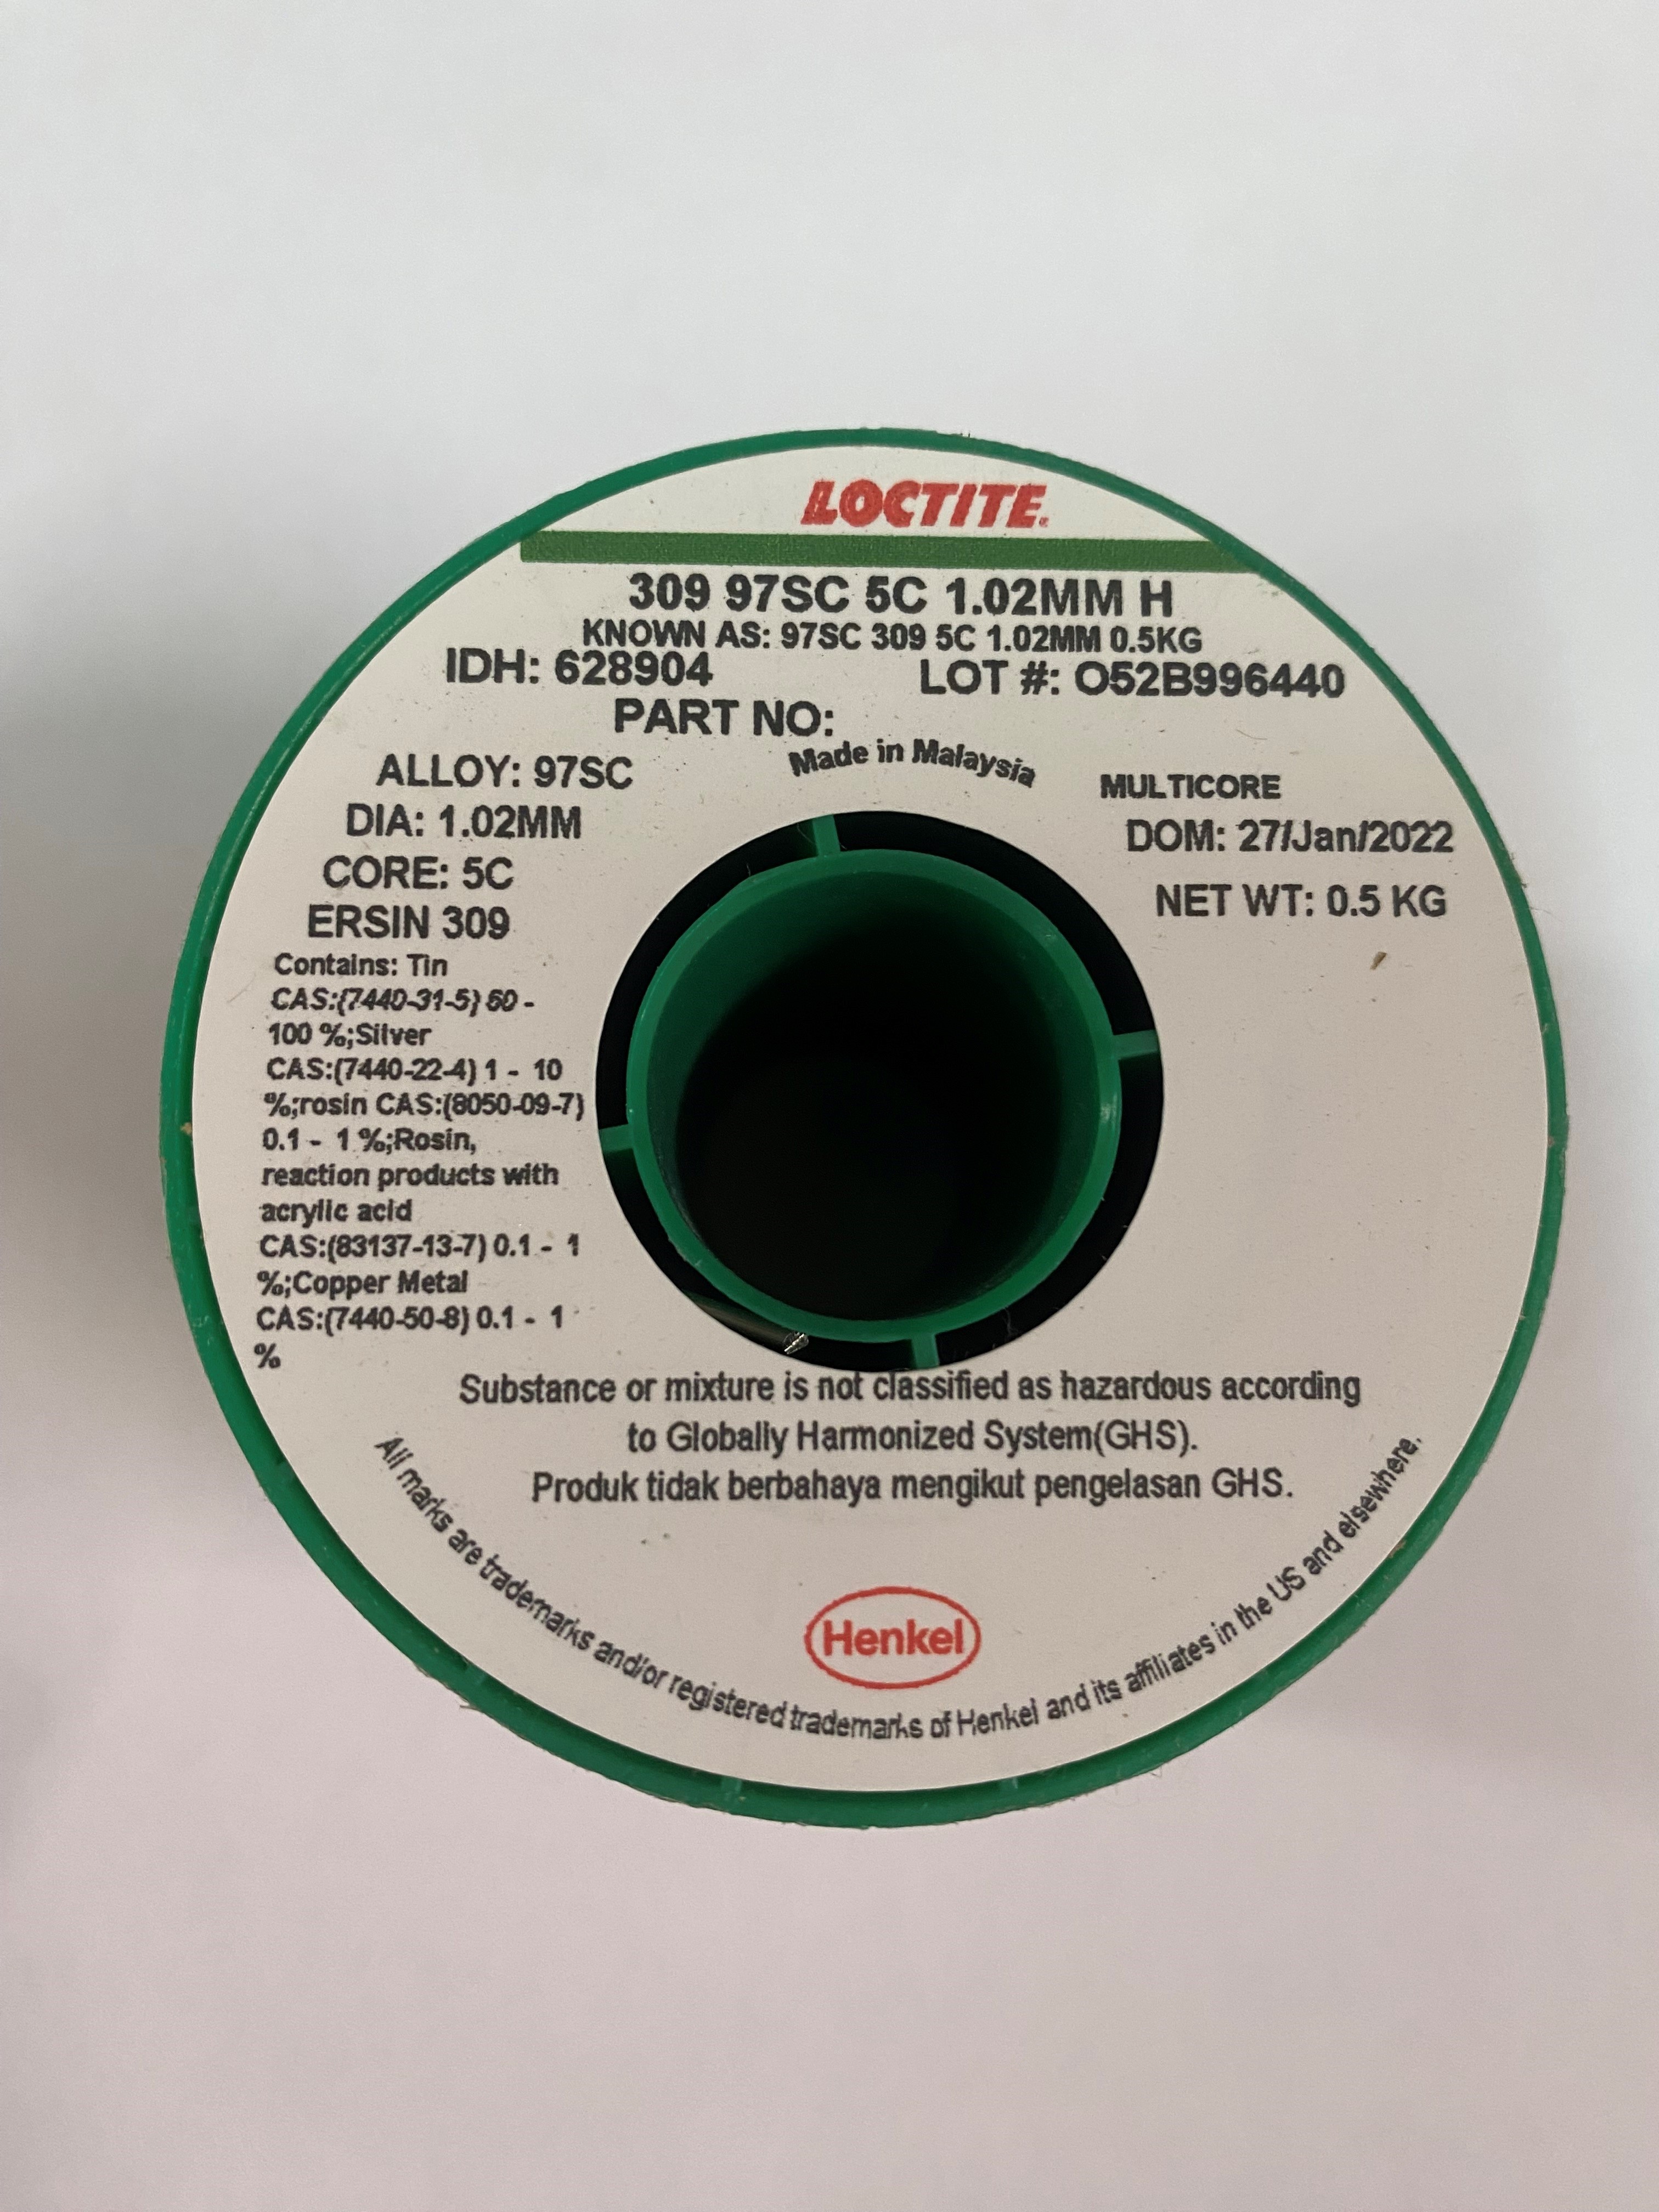 LOCTITE.
309 97SC 5C 1.02MM H
KNOWN AS: 97SC 309 5C 1.02MM 0.5KG
IDH: 628904 LOT #: O52B996440
PART NO:
Made in Malaysia
ALLOY: 97SC
DIA: 1.02MM
CORE: 5C
ERSIN 309
MULTICORE
DOM: 27/Jan/2022
NET WT: 0.5 KG
Contains: Tin
CAS:(7440-31-5) 60 -
100 %;Silver
CAS:(7440-22-4) 1 - 10
%;rosin CAS:(8050-09-7)
0.1 - 1 %;Rosin,
reaction products with
acrylic acid
CAS:(83137-13-7) 0.1 - 1
%;Copper Metal
CAS:(7440-50-8) 0.1 - 1
%
Substance or mixture is not classified as hazardous according
to Globally Harmonized System(GHS).
Produk tidak berbahaya mengikut pengelasan GHS.
Henkel
All marks are trademarks and/or registered trademarks of Henkel and its affiliates in the US and elsewhere.